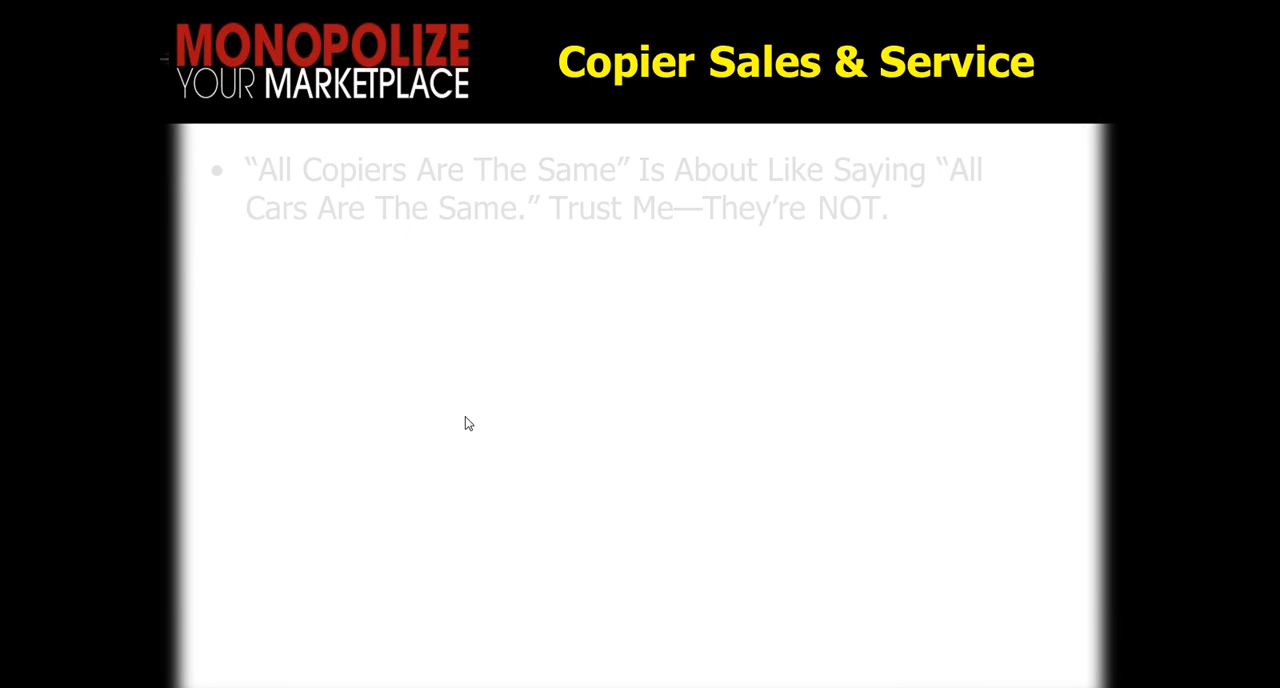 MONOPOLIZE
YOUR MARKETPLACE
Copier Sales & Service
• “All Copiers Are The Same” Is About Like Saying “All
Cars Are The Same.” Trust Me—They’re NOT.